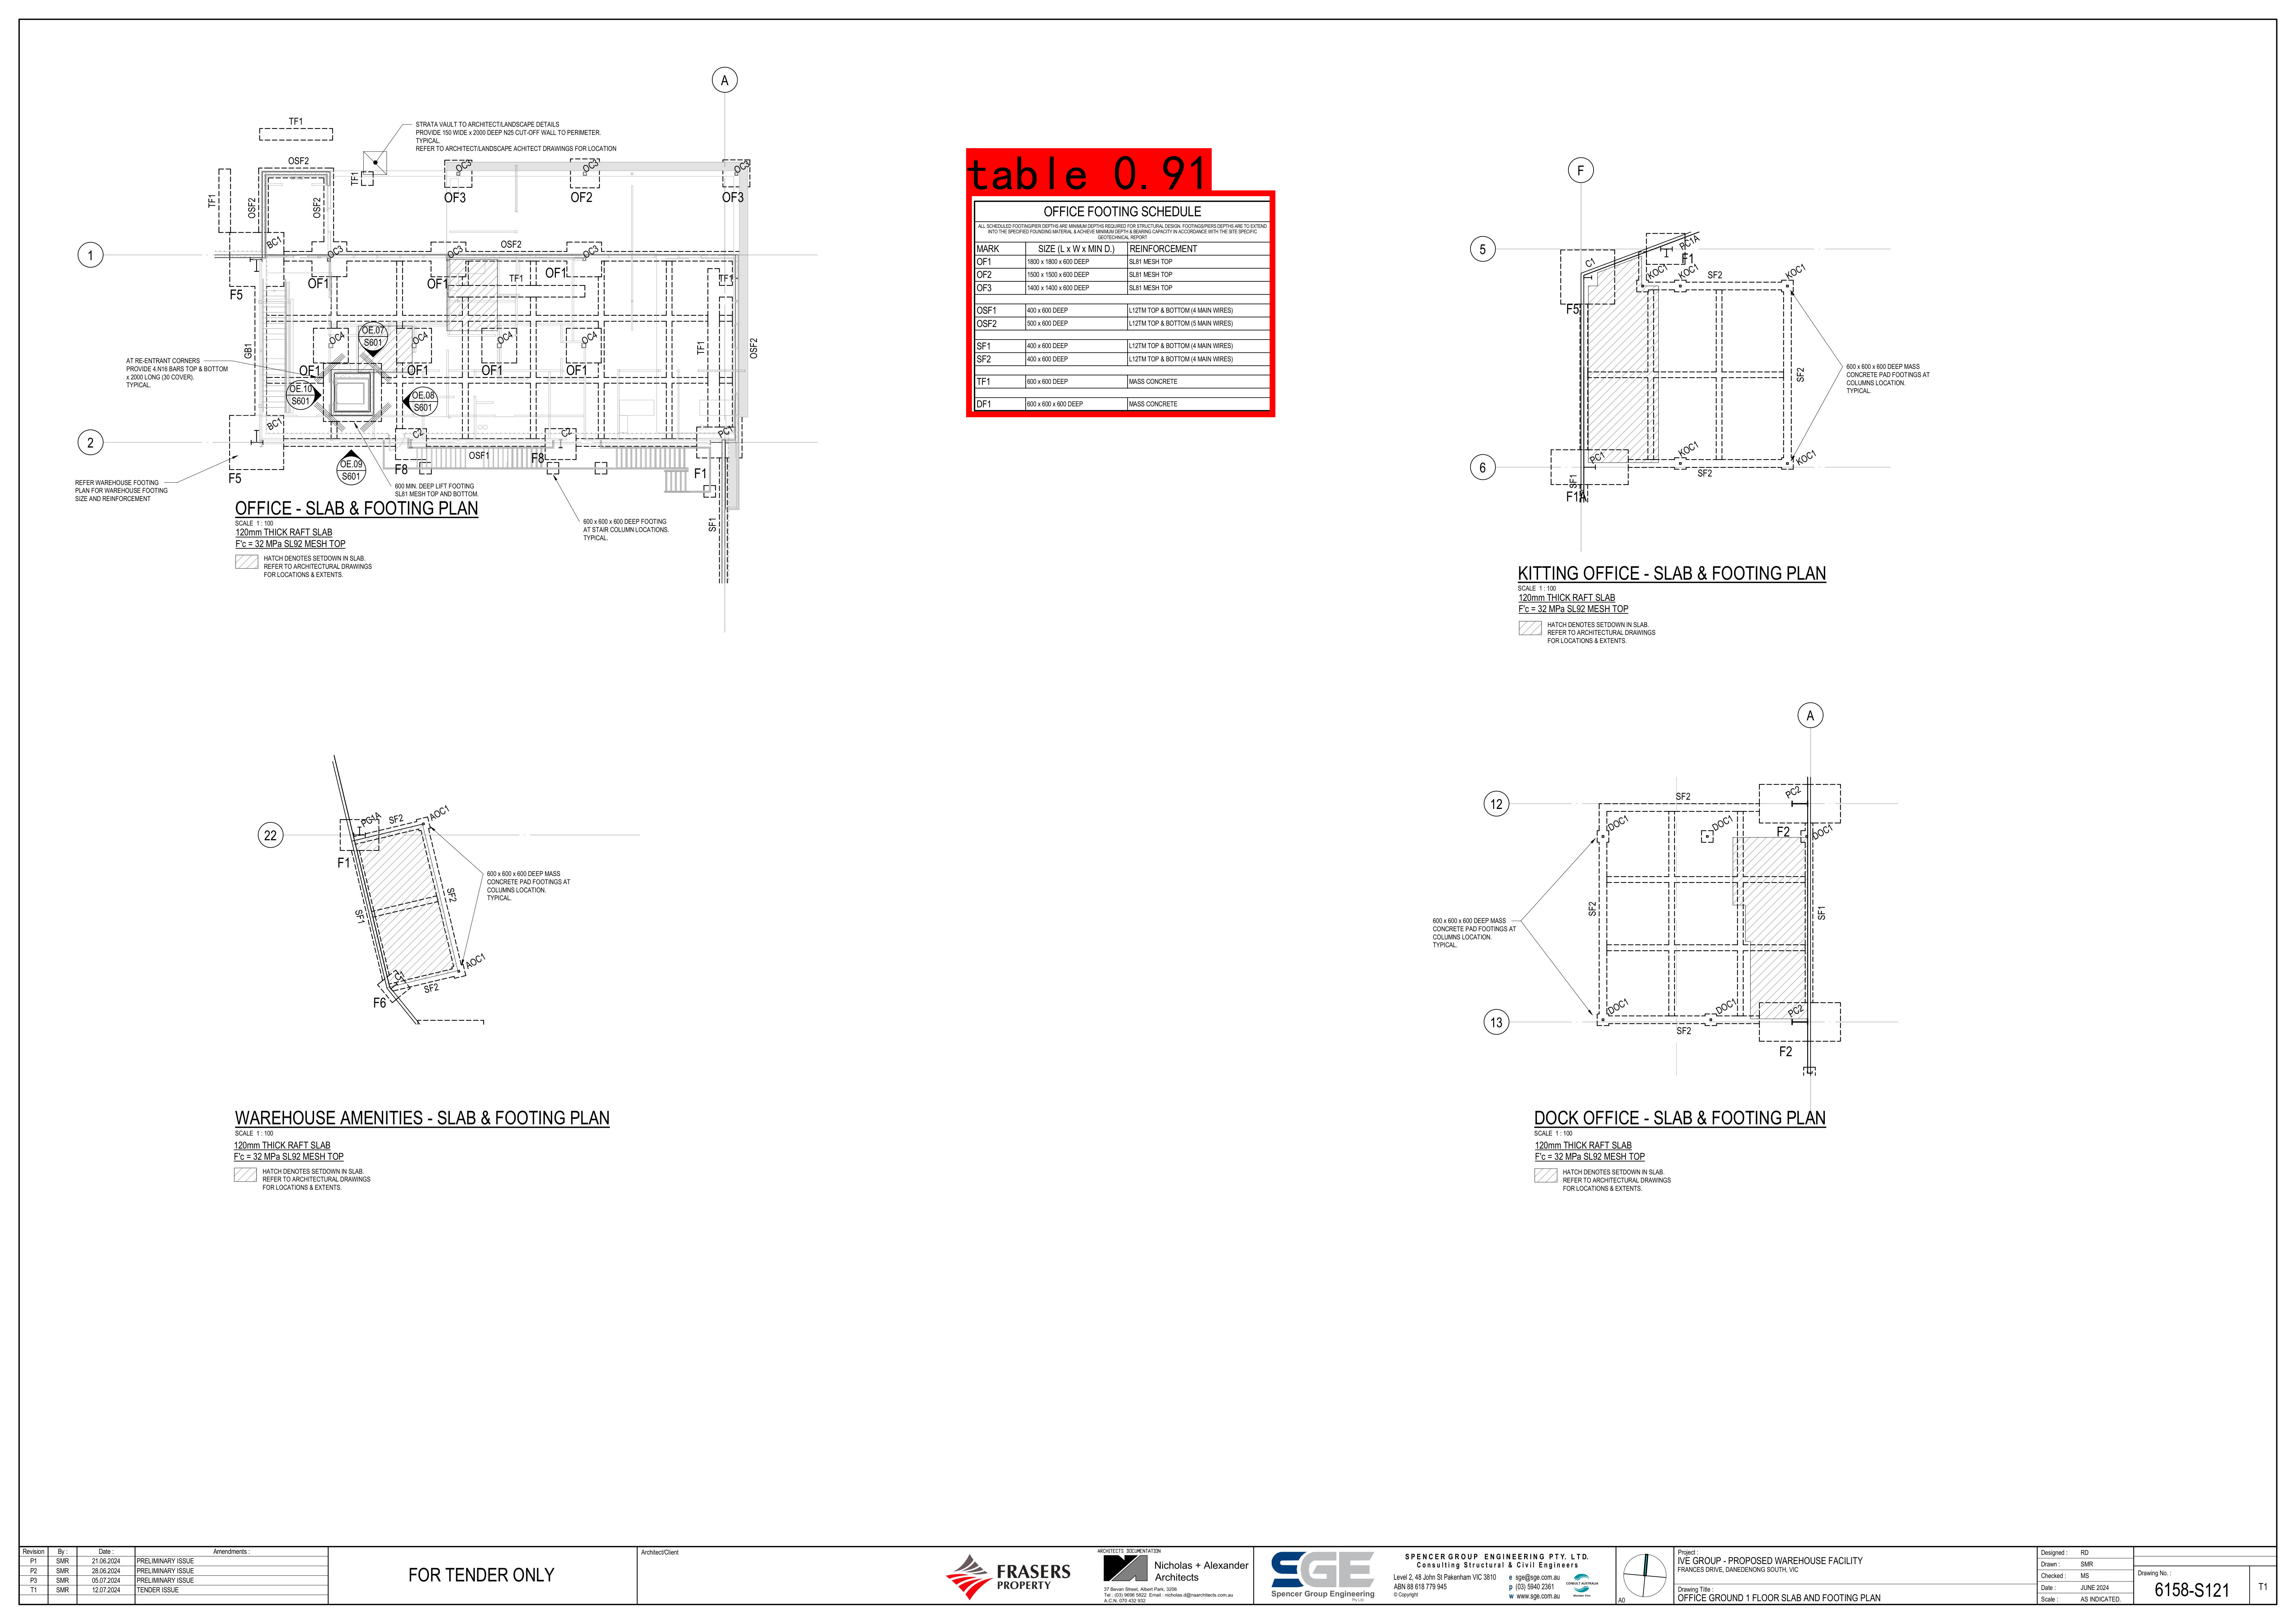 A
TF1
STRATA VAULT TO ARCHITECT/LANDSCAPE DETAILS
PROVIDE 150 WIDE x 2000 DEEP N25 CUT-OFF WALL TO PERIMETER.
TYPICAL.
REFER TO ARCHITECT/LANDSCAPE ACHITECT DRAWINGS FOR LOCATION
OSF2
TF1
TF1
OSF2
OSF2
OC3
OC3
OC3
OF3
OF2
OF3
1
BC1
OC3
OC3
OC3
OSF2
F5
OF1
OF1
OF1
TF1
TF1
GB1
OC4
OC4
OC4
OC4
OE.07
S601
TF1
OSF2
AT RE-ENTRANT CORNERS
PROVIDE 4.N16 BARS TOP & BOTTOM
x 2000 LONG (30 COVER).
TYPICAL.
OF1
OF1
OF1
OF1
OE.10
S601
OE.08
S601
2
BC1
C2
C2
PC1
OSF1
OE.09
S601
F8
F8
F1
F5
REFER WAREHOUSE FOOTING
PLAN FOR WAREHOUSE FOOTING
SIZE AND REINFORCEMENT
600 MIN. DEEP LIFT FOOTING
SL81 MESH TOP AND BOTTOM.
600 x 600 x 600 DEEP FOOTING
AT STAIR COLUMN LOCATIONS.
TYPICAL.
SF1
OFFICE - SLAB & FOOTING PLAN
SCALE 1 : 100
120mm THICK RAFT SLAB
F'c = 32 MPa SL92 MESH TOP
HATCH DENOTES SETDOWN IN SLAB.
REFER TO ARCHITECTURAL DRAWINGS
FOR LOCATIONS & EXTENTS.
table 0.91
OFFICE FOOTING SCHEDULE
ALL SCHEDULED FOOTING/PIER DEPTHS ARE MINIMUM DEPTHS REQUIRED FOR STRUCTURAL DESIGN. FOOTINGS/PIERS DEPTHS ARE TO EXTEND
INTO THE SPECIFIED FOUNDING MATERIAL & ACHIEVE MINIMUM DEPTH & BEARING CAPACITY IN ACCORDANCE WITH THE SITE SPECIFIC
GEOTECHNICAL REPORT
MARK SIZE (L x W x MIN D.) REINFORCEMENT
OF1 1800 x 1800 x 600 DEEP SL81 MESH TOP
OF2 1500 x 1500 x 600 DEEP SL81 MESH TOP
OF3 1400 x 1400 x 600 DEEP SL81 MESH TOP
OSF1 400 x 600 DEEP L12TM TOP & BOTTOM (4 MAIN WIRES)
OSF2 500 x 600 DEEP L12TM TOP & BOTTOM (5 MAIN WIRES)
SF1 400 x 600 DEEP L12TM TOP & BOTTOM (4 MAIN WIRES)
SF2 400 x 600 DEEP L12TM TOP & BOTTOM (4 MAIN WIRES)
TF1 600 x 600 DEEP MASS CONCRETE
DF1 600 x 600 x 600 DEEP MASS CONCRETE
F
5
C1
PC1A
F1
KOC1
KOC1
SF2
KOC1
F5
SF2
600 x 600 x 600 DEEP MASS
CONCRETE PAD FOOTINGS AT
COLUMNS LOCATION.
TYPICAL.
6
PC1
KOC1
KOC1
SF2
SF1
F1A
KITTING OFFICE - SLAB & FOOTING PLAN
SCALE 1 : 100
120mm THICK RAFT SLAB
F'c = 32 MPa SL92 MESH TOP
HATCH DENOTES SETDOWN IN SLAB.
REFER TO ARCHITECTURAL DRAWINGS
FOR LOCATIONS & EXTENTS.
22
PG1A
SF2
AOC1
F1
600 x 600 x 600 DEEP MASS
CONCRETE PAD FOOTINGS AT
COLUMNS LOCATION.
TYPICAL.
SF2
SF1
C1
AOC1
SF2
F6
WAREHOUSE AMENITIES - SLAB & FOOTING PLAN
SCALE 1 : 100
120mm THICK RAFT SLAB
F'c = 32 MPa SL92 MESH TOP
HATCH DENOTES SETDOWN IN SLAB.
REFER TO ARCHITECTURAL DRAWINGS
FOR LOCATIONS & EXTENTS.
A
12
SF2
PC2
DOC1
DOC1
F2
DOC1
SF2
SF1
600 x 600 x 600 DEEP MASS
CONCRETE PAD FOOTINGS AT
COLUMNS LOCATION.
TYPICAL.
DOC1
DOC1
PC2
13
SF2
F2
DOCK OFFICE - SLAB & FOOTING PLAN
SCALE 1 : 100
120mm THICK RAFT SLAB
F'c = 32 MPa SL92 MESH TOP
HATCH DENOTES SETDOWN IN SLAB.
REFER TO ARCHITECTURAL DRAWINGS
FOR LOCATIONS & EXTENTS.
Revision By : Date : Amendments :
P1 SMR 21.06.2024 PRELIMINARY ISSUE
P2 SMR 28.06.2024 PRELIMINARY ISSUE
P3 SMR 05.07.2024 PRELIMINARY ISSUE
T1 SMR 12.07.2024 TENDER ISSUE
FOR TENDER ONLY
Architect/Client
FRASERS
PROPERTY
ARCHITECTS DOCUMENTATION
Nicholas + Alexander
Architects
37 Bevan Street, Albert Park, 3206
Tel : (03) 9696 5622 Email : nicholas.d@naarchitects.com.au
A.C.N. 070 432 932
SGE
Spencer Group Engineering
Pty Ltd
SPENCER GROUP ENGINEERING PTY. LTD.
Consulting Structural & Civil Engineers
Level 2, 48 John St Pakenham VIC 3810
ABN 88 618 779 945
© Copyright
e sge@sge.com.au
p (03) 5940 2361
w www.sge.com.au
CONSULT AUSTRALIA
Member Firm
A0
Project :
IVE GROUP - PROPOSED WAREHOUSE FACILITY
FRANCES DRIVE, DANEDENONG SOUTH, VIC
Drawing Title :
OFFICE GROUND 1 FLOOR SLAB AND FOOTING PLAN
Designed : RD
Drawn : SMR
Checked : MS
Date : JUNE 2024
Scale : AS INDICATED.
Drawing No. :
6158-S121
T1